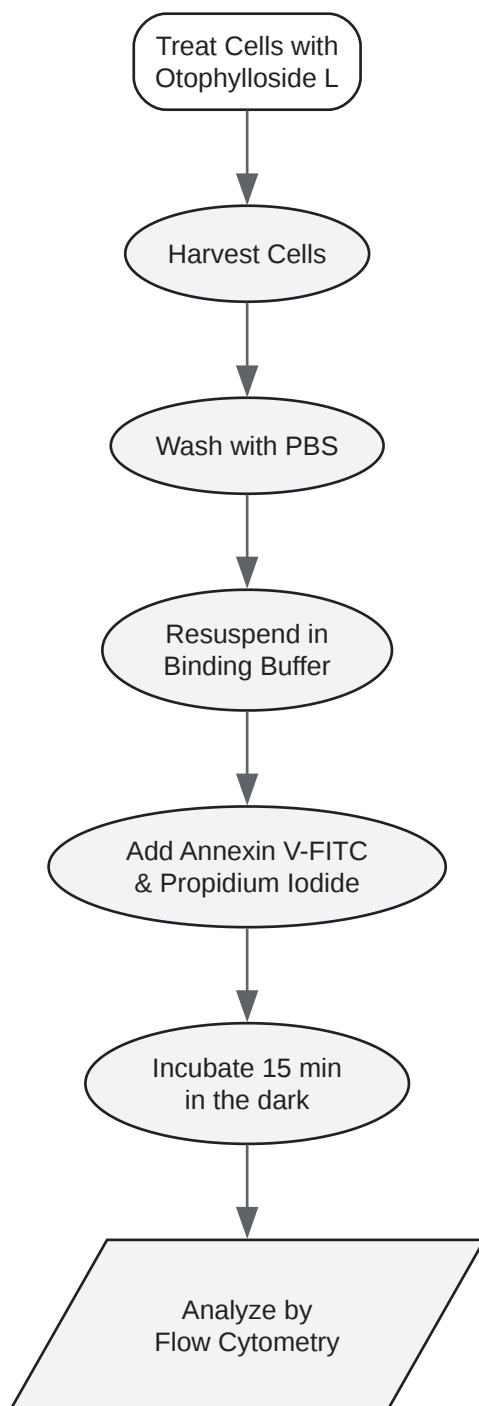 Treat Cells with
Otophylloside L
Harvest Cells
Wash with PBS
Resuspend in
Binding Buffer
Add Annexin V-FITC
& Propidium Iodide
Incubate 15 min
in the dark
Analyze by
Flow Cytometry